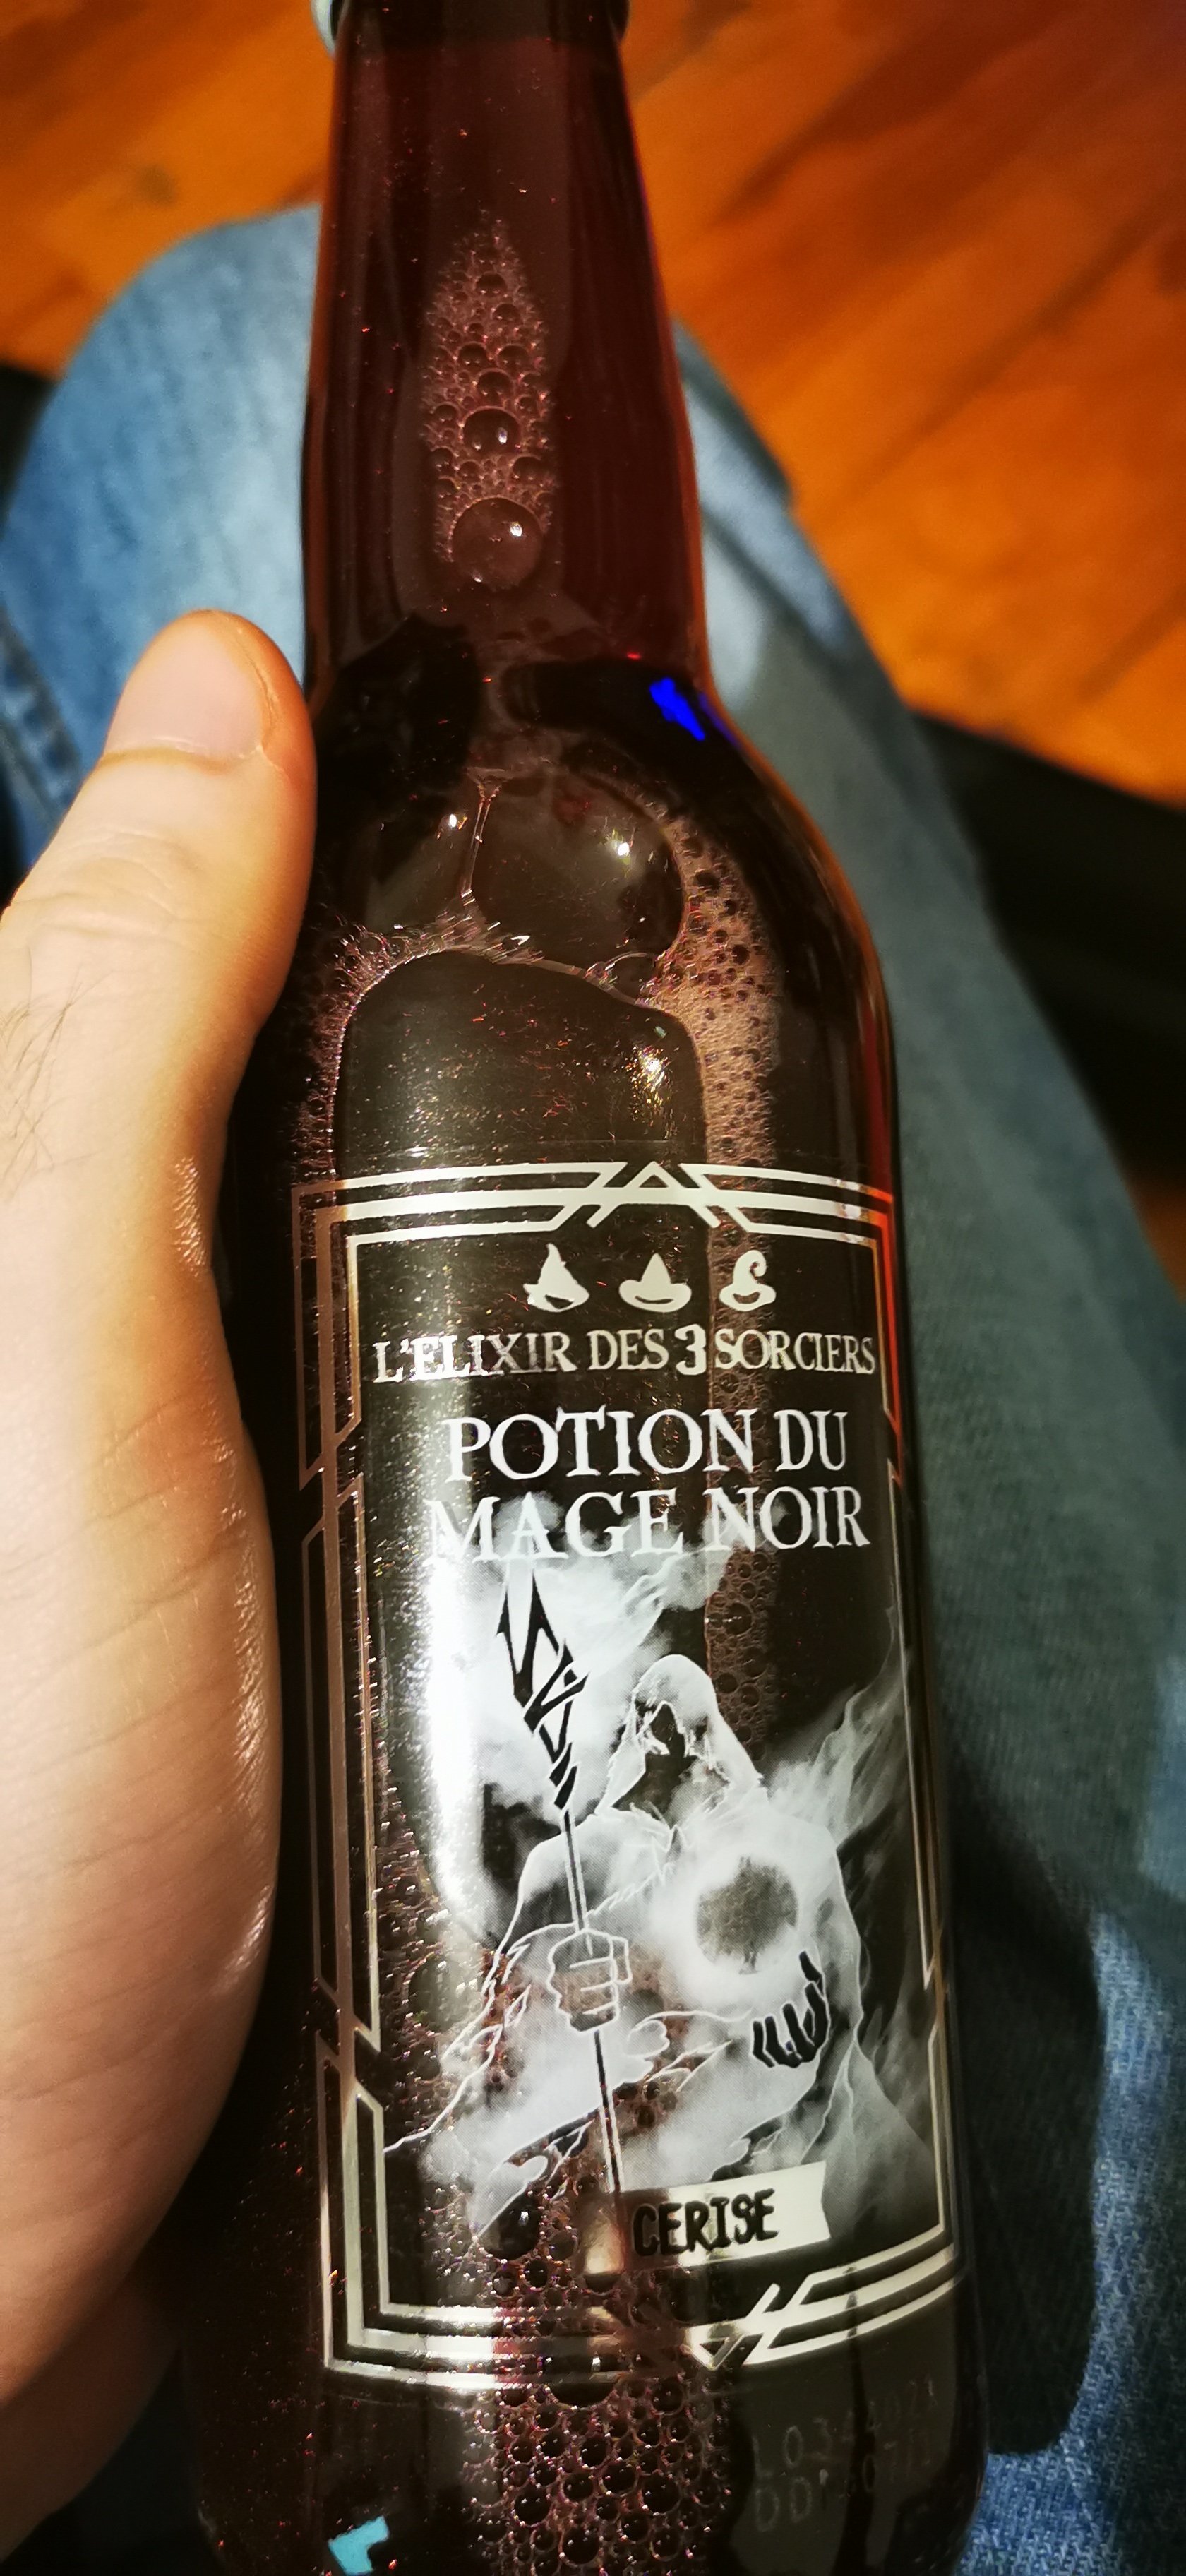 L'ELIXIR DES 3 SORCIERS
POTION DU
MAGE NOIR
CERISE